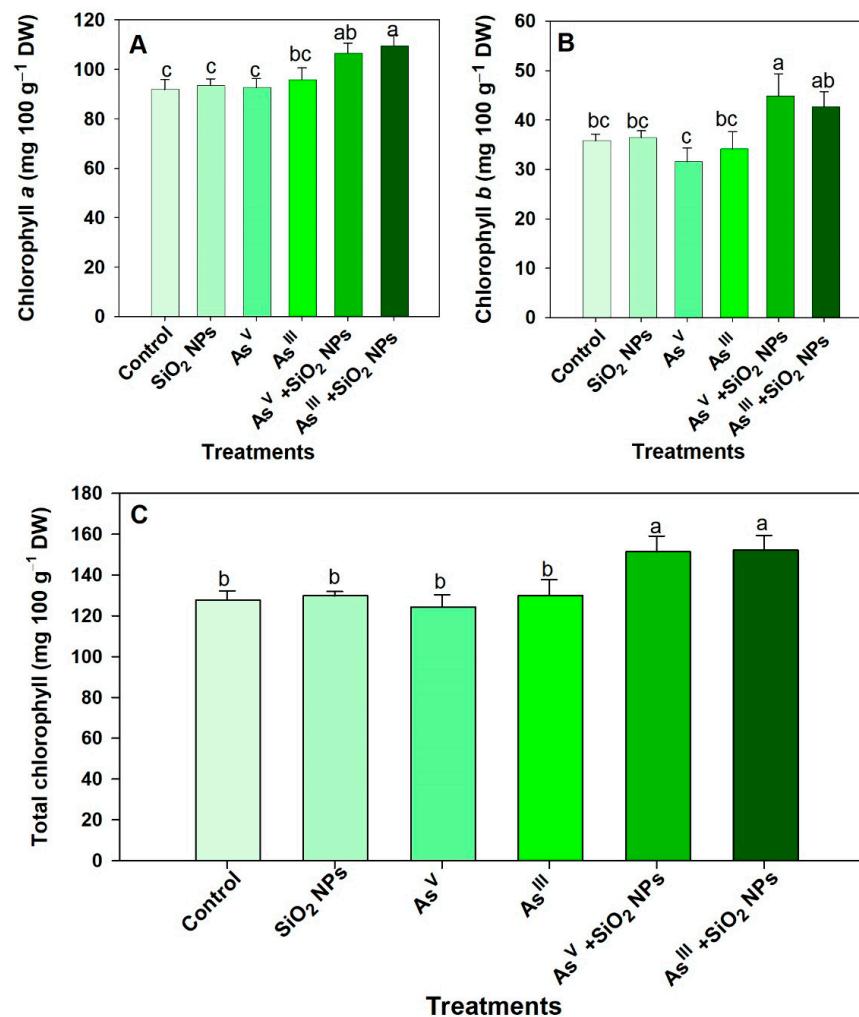 A
Chlorophyll a (mg 100 g⁻¹ DW)
120
100
80
60
40
20
0
c
c
c
bc
ab
a
Control
SiO₂ NPs
Asⱽ
Asᴵᴵᴵ
Asⱽ +SiO₂ NPs
Asᴵᴵᴵ +SiO₂ NPs
Treatments
B
Chlorophyll b (mg 100 g⁻¹ DW)
60
50
40
30
20
10
0
bc
bc
c
bc
a
ab
Control
SiO₂ NPs
Asⱽ
Asᴵᴵᴵ
Asⱽ +SiO₂ NPs
Asᴵᴵᴵ +SiO₂ NPs
Treatments
C
Total chlorophyll (mg 100 g⁻¹ DW)
180
160
140
120
100
80
60
40
20
0
b
b
b
b
a
a
Control
SiO₂ NPs
Asⱽ
Asᴵᴵᴵ
Asⱽ +SiO₂ NPs
Asᴵᴵᴵ +SiO₂ NPs
Treatments